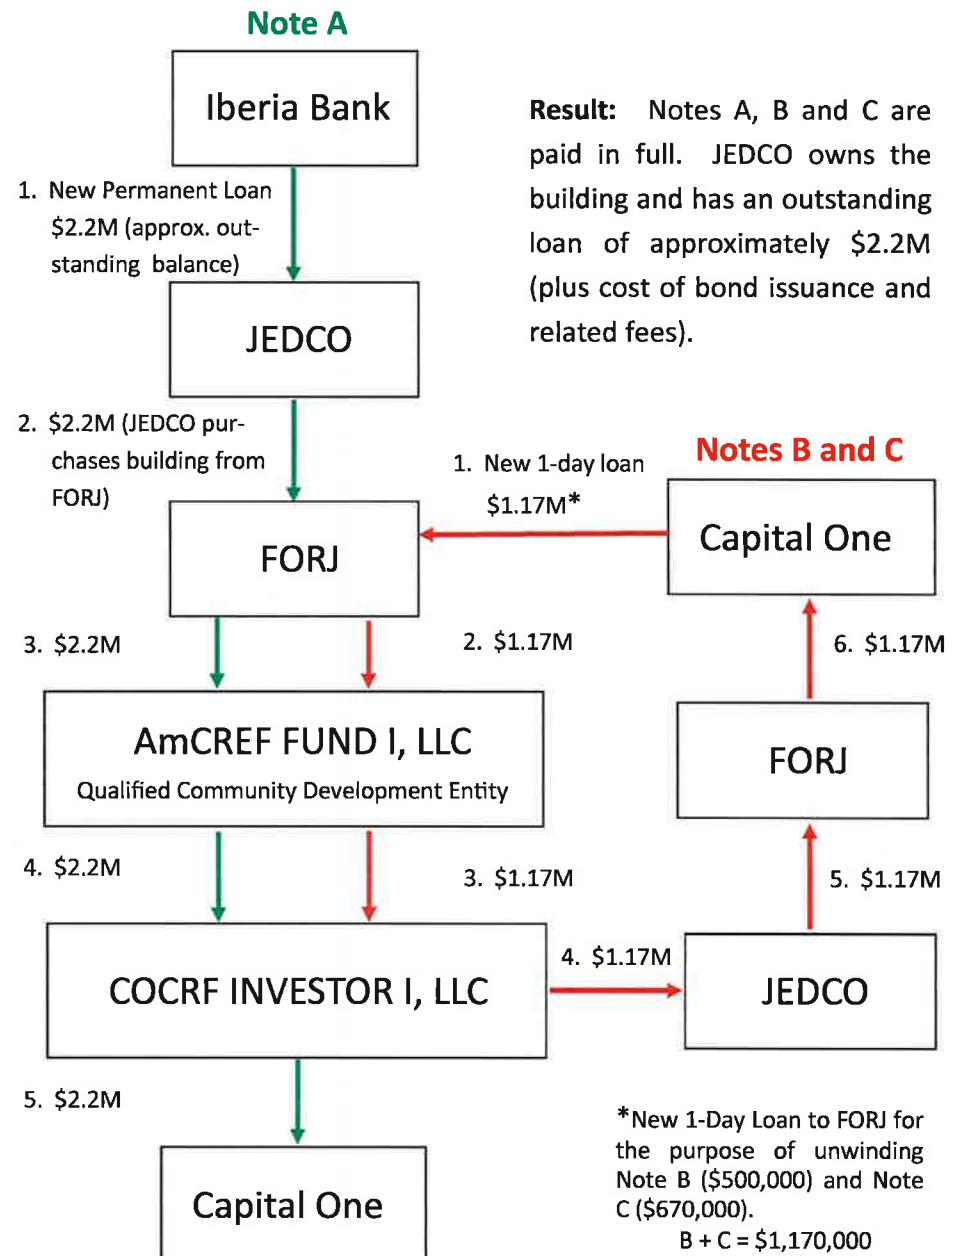 Note A
Iberia Bank
Result: Notes A, B and C are
paid in full. JEDCO owns the
building and has an outstanding
loan of approximately $2.2M
(plus cost of bond issuance and
related fees).
1. New Permanent Loan
$2.2M (approx. out-
standing balance)
JEDCO
2. $2.2M (JEDCO pur-
chases building from
FORJ)
1. New 1-day loan
$1.17M*
Notes B and C
Capital One
FORJ
3. $2.2M
2. $1.17M
6. $1.17M
AmCREF FUND I, LLC
Qualified Community Development Entity
FORJ
4. $2.2M
3. $1.17M
5. $1.17M
COCRF INVESTOR I, LLC
4. $1.17M
JEDCO
5. $2.2M
Capital One
*New 1-Day Loan to FORJ for
the purpose of unwinding
Note B ($500,000) and Note
C ($670,000).
B + C = $1,170,000